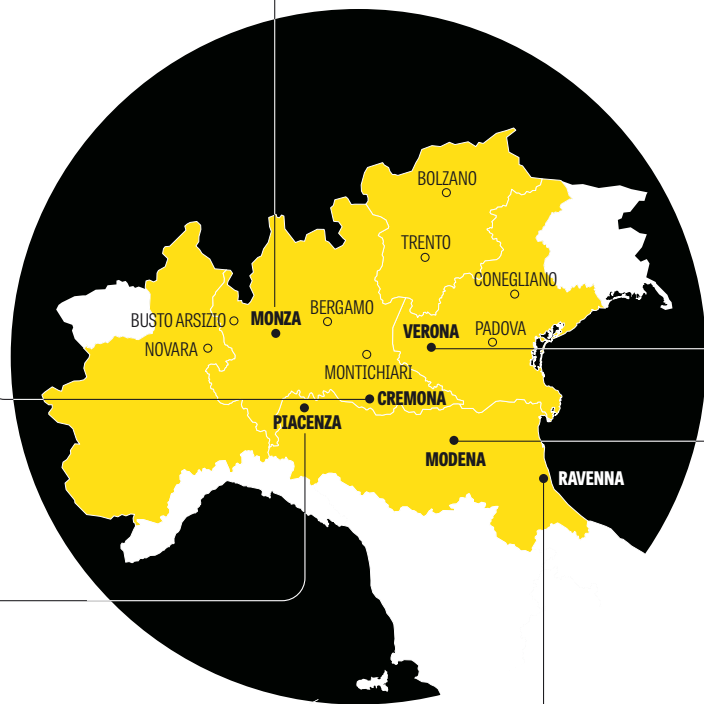 BOLZANO
TRENTO
CONEGLIANO
BERGAMO
BUSTO ARSIZIO
MONZA
VERONA
PADOVA
NOVARA
MONTICHIARI
CREMONA
PIACENZA
MODENA
RAVENNA